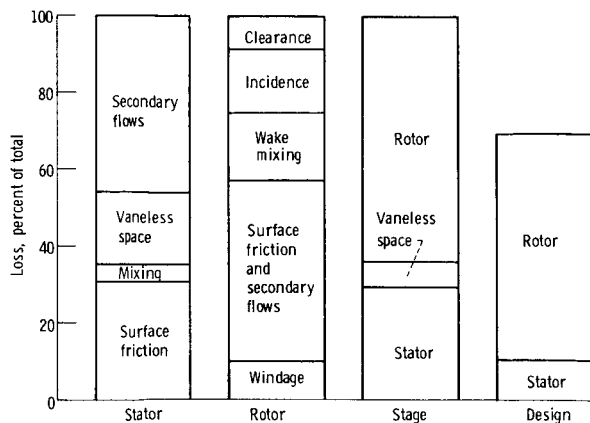 Loss, percent of total
100
80
60
40
20
0
Secondary
flows
Vaneless
space
Mixing
Surface
friction
Stator
Clearance
Incidence
Wake
mixing
Surface
friction
and
secondary
flows
Windage
Rotor
Rotor
Vaneless
space
Stator
Stage
Rotor
Stator
Design